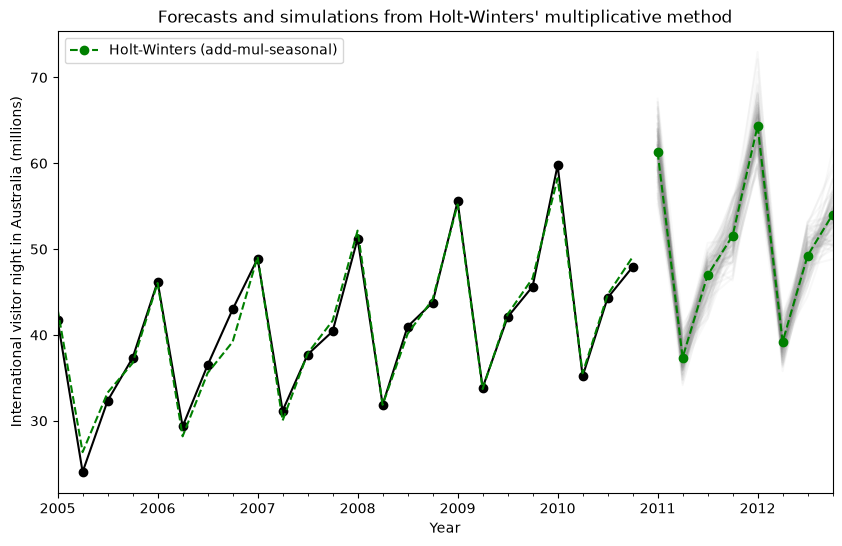 Forecasts and simulations from Holt-Winters' multiplicative method
Holt-Winters (add-mul-seasonal)
International visitor night in Australia (millions)
70
60
50
40
30
2005 2006 2007 2008 2009 2010 2011 2012
Year